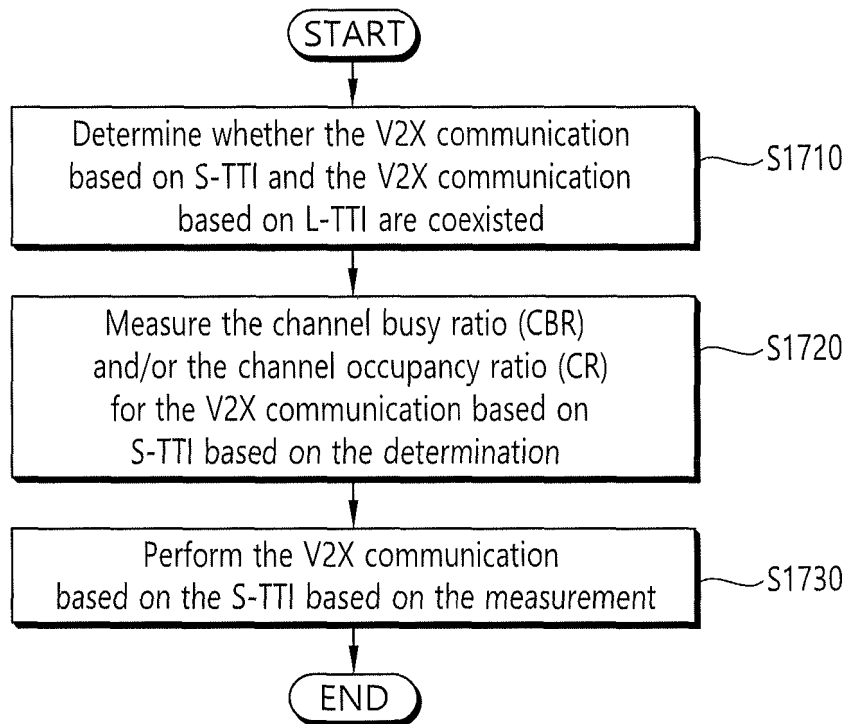 START
Determine whether the V2X communication
based on S-TTI and the V2X communication
based on L-TTI are coexisted
S1710
Measure the channel busy ratio (CBR)
and/or the channel occupancy ratio (CR)
for the V2X communication based on
S-TTI based on the determination
S1720
Perform the V2X communication
based on the S-TTI based on the measurement
S1730
END